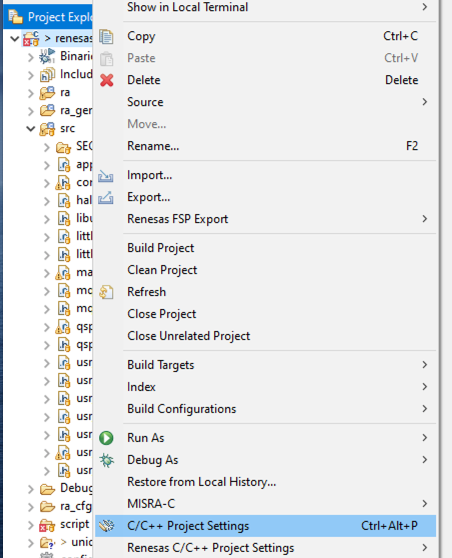 Project Explo
Show in Local Terminal
> renesas
Copy Ctrl+C
Binari
Paste Ctrl+V
Includ
Delete Delete
ra
Source
ra_gen
Move...
src
Rename... F2
SEG
app
Import...
con
Export...
hal
Renesas FSP Export
libu
littl
Build Project
littl
Clean Project
ma
Refresh
mc
Close Project
mc
Close Unrelated Project
qsp
qsp
Build Targets
usr
Index
usr
Build Configurations
usr
Run As
usr
Debug As
usr
Restore from Local History...
usr
Debug
MISRA-C
ra_cfg
C/C++ Project Settings Ctrl+Alt+P
script
Renesas C/C++ Project Settings
> unic